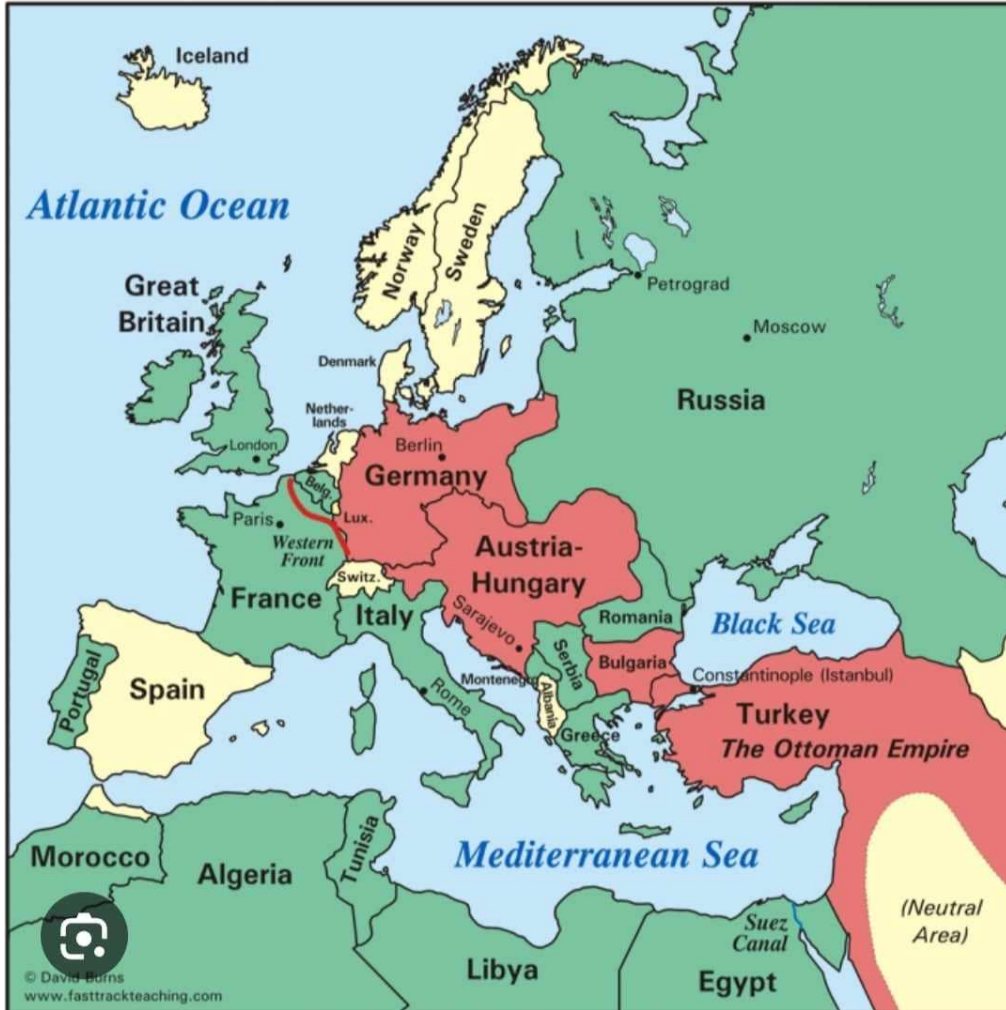 Iceland
Atlantic Ocean
Great
Britain
Norway
Sweden
Petrograd
Moscow
Russia
Denmark
Nether-
lands
London
Berlin
Germany
Belg.
Lux.
Paris
Western
Front
Switz.
Austria-
Hungary
France
Italy
Sarajevo
Romania
Black Sea
Serbia
Bulgaria
Montenegro
Constantinople (Istanbul)
Portugal
Spain
Rome
Albania
Greece
Turkey
The Ottoman Empire
Mediterranean Sea
Morocco
Algeria
Tunisia
(Neutral
Area)
Suez
Canal
Libya
Egypt
© David Burns
www.fasttrackteaching.com